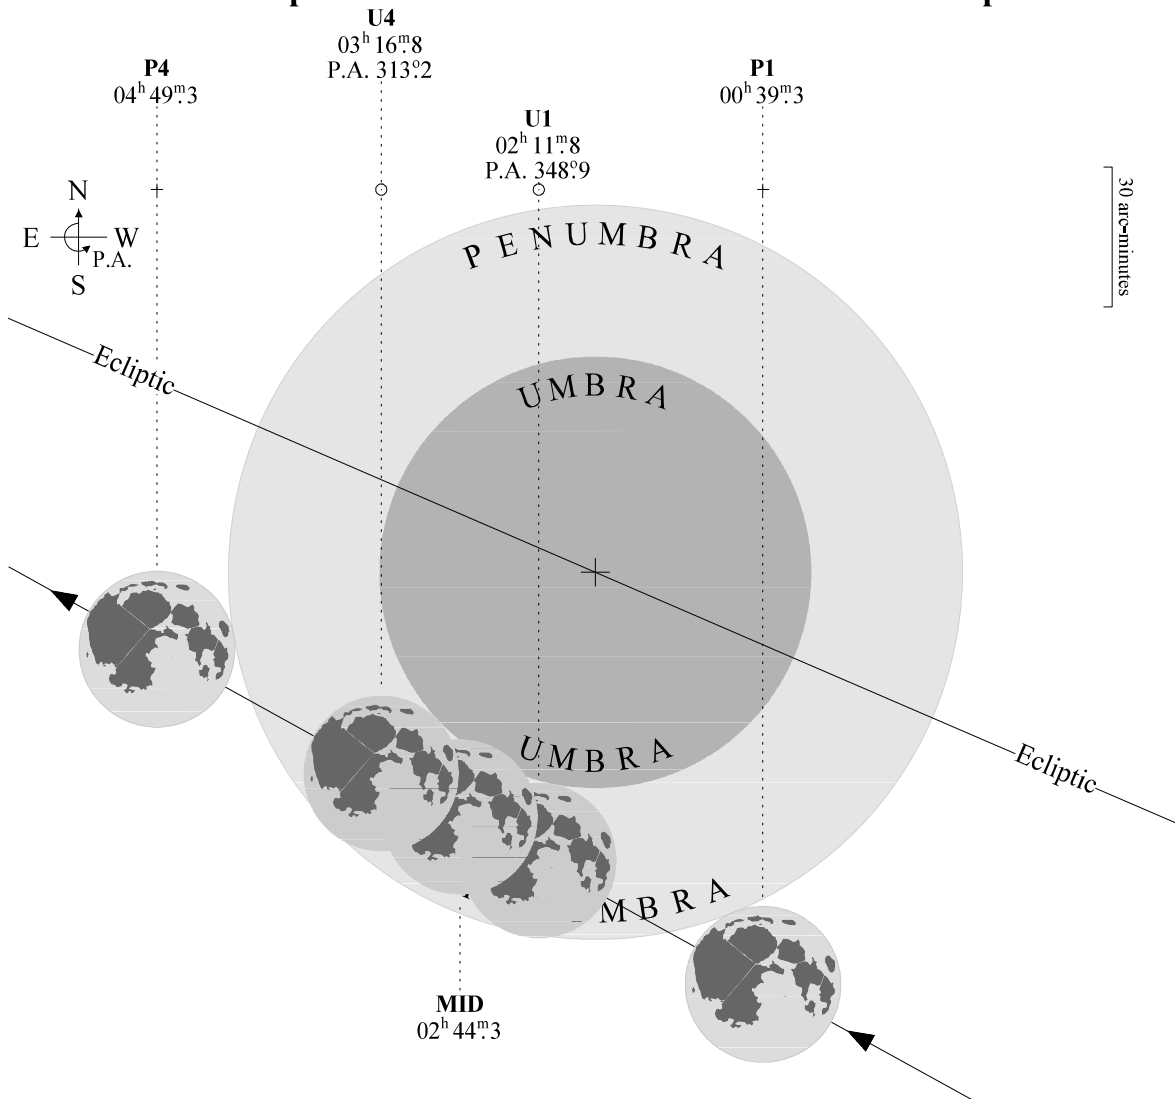 U4
03ʰ 16ᵐ.8
P.A. 313°.2
P4
04ʰ 49ᵐ.3
P1
00ʰ 39ᵐ.3
U1
02ʰ 11ᵐ.8
P.A. 348°.9
N
E W
P.A.
S
30 arc-minutes
PENUMBRA
Ecliptic
UMBRA
UMBRA
Ecliptic
MBRA
MID
02ʰ 44ᵐ.3